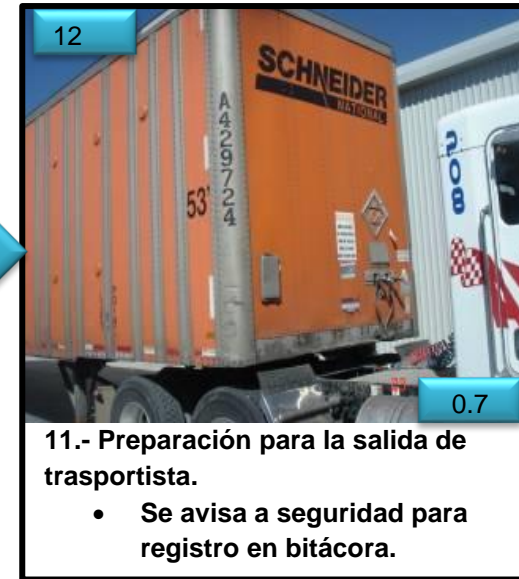 12
SCHNEIDER
NATIONAL
A429724
53'
208
0.7
11.- Preparación para la salida de
trasportista.
• Se avisa a seguridad para
registro en bitácora.